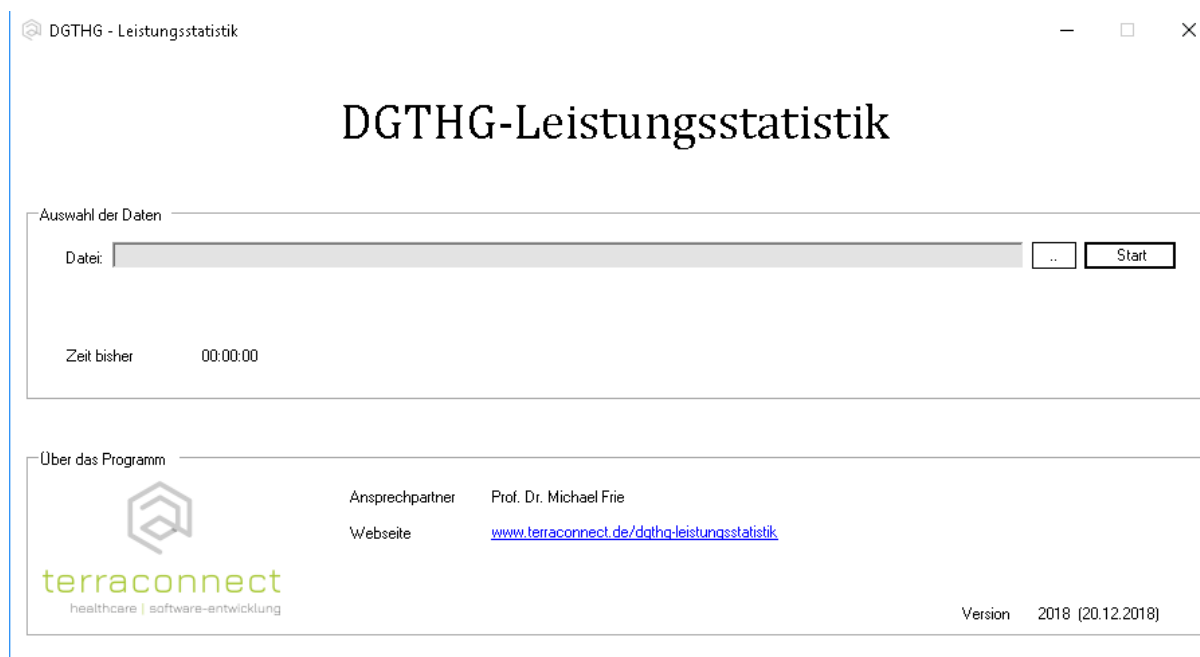 DGTHG - Leistungsstatistik
DGTHG-Leistungsstatistik
Auswahl der Daten
Datei: .. Start
Zeit bisher 00:00:00
Über das Programm
Ansprechpartner Prof. Dr. Michael Frie
Webseite www.terraconnect.de/dgthg-leistungsstatistik
terraconnect
healthcare | software-entwicklung
Version 2018 (20.12.2018)